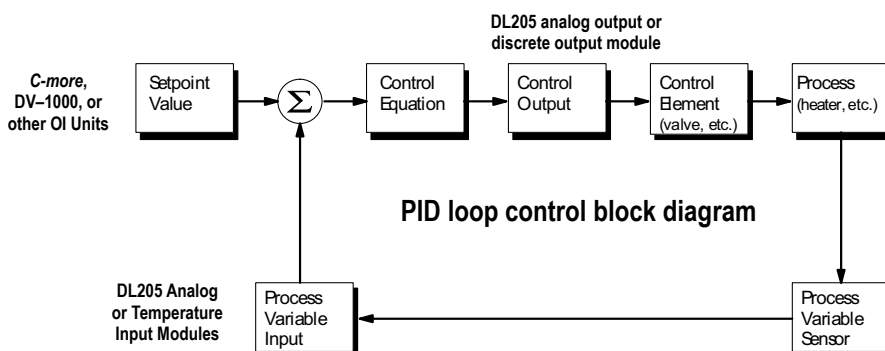 DL205 analog output or
discrete output module
C-more,
DV–1000, or
other OI Units
Setpoint
Value
Σ
Control
Equation
Control
Output
Control
Element
(valve, etc.)
Process
(heater, etc.)
PID loop control block diagram
DL205 Analog
or Temperature
Input Modules
Process
Variable
Input
Process
Variable
Sensor